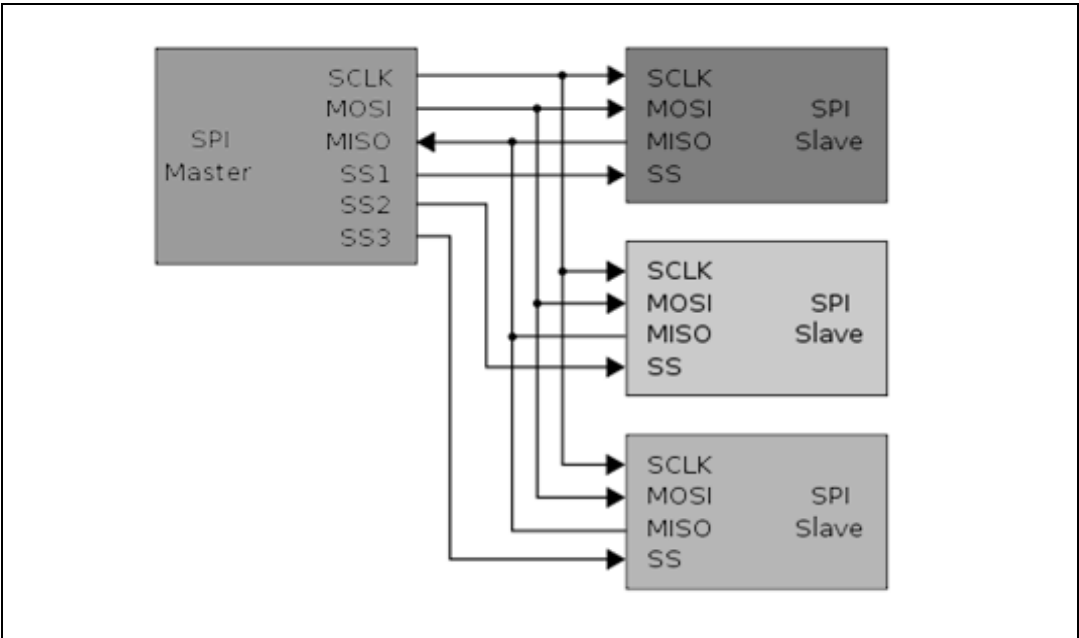 SPI
Master
SCLK
MOSI
MISO
SS1
SS2
SS3
SCLK
MOSI SPI
MISO Slave
SS
SCLK
MOSI SPI
MISO Slave
SS
SCLK
MOSI SPI
MISO Slave
SS